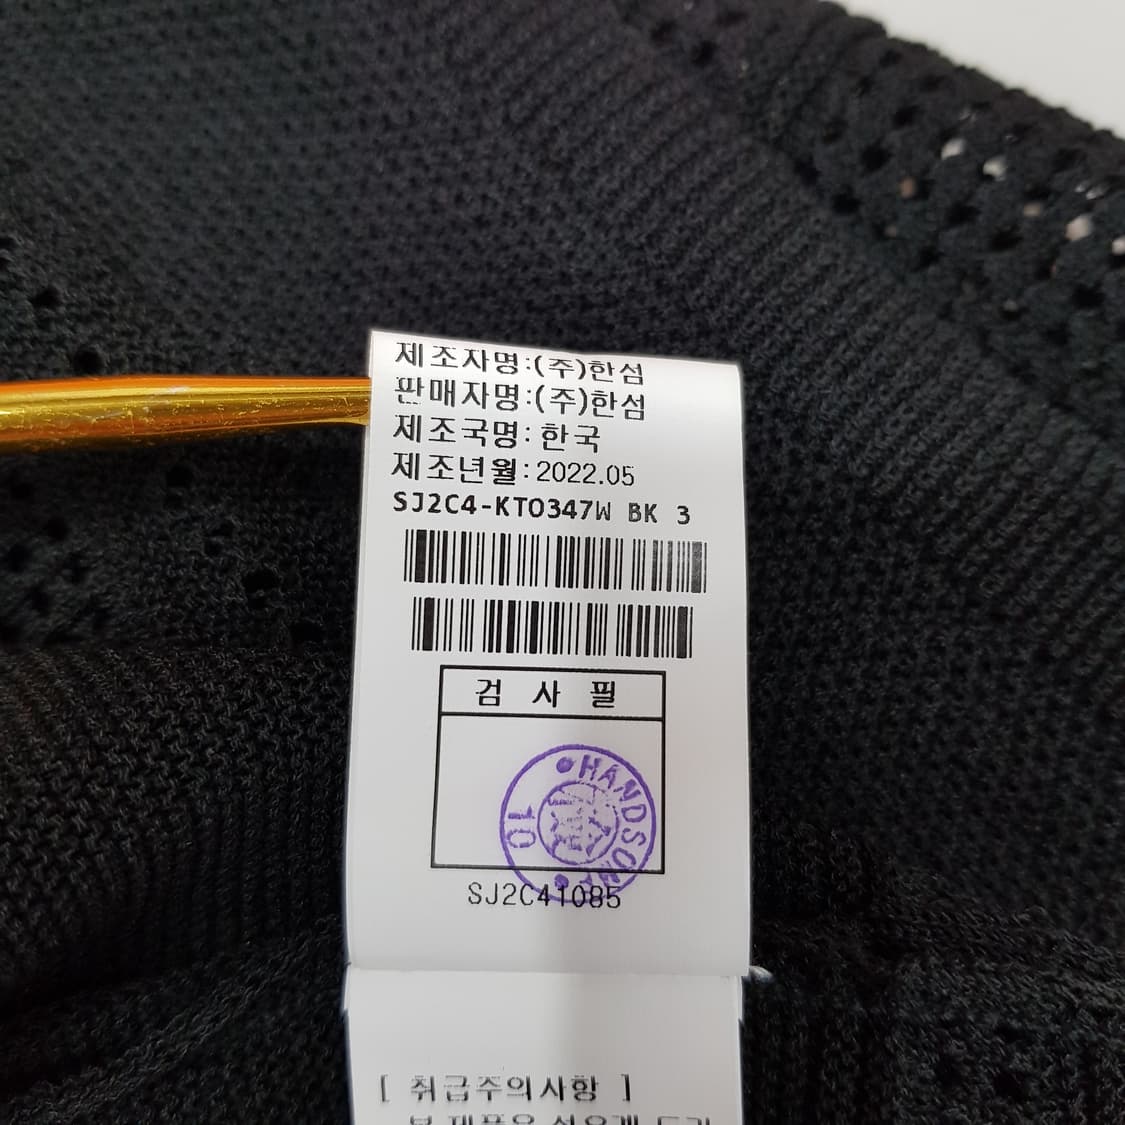 제조자명:(주)한섬
판매자명:(주)한섬
제조국명: 한국
제조년월:2022.05
SJ2C4-KTO347W BK 3
검 사 필
HANDSOME
10
SJ2C41085
[ 취급주의사항 ]